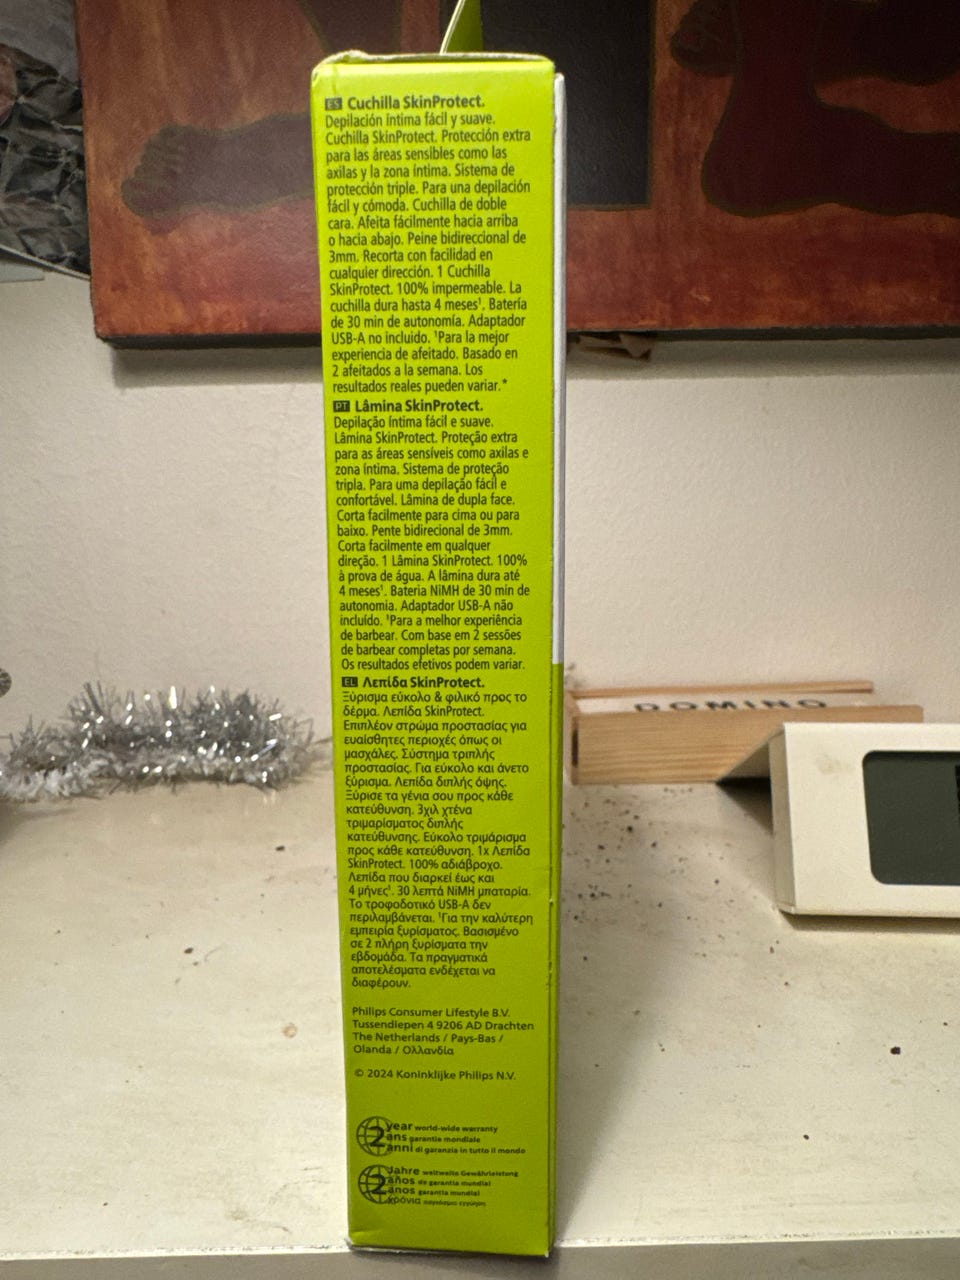 ES Cuchilla SkinProtect.
Depilación íntima fácil y suave.
Cuchilla SkinProtect. Protección extra
para las áreas sensibles como las
axilas y la zona íntima. Sistema de
protección triple. Para una depilación
fácil y cómoda. Cuchilla de doble
cara. Afeita fácilmente hacia arriba
o hacia abajo. Peine bidireccional de
3mm. Recorta con facilidad en
cualquier dirección. 1 Cuchilla
SkinProtect. 100% impermeable. La
cuchilla dura hasta 4 meses¹. Batería
de 30 min de autonomía. Adaptador
USB-A no incluido. ¹Para la mejor
experiencia de afeitado. Basado en
2 afeitados a la semana. Los
resultados reales pueden variar.*
PT Lâmina SkinProtect.
Depilação íntima fácil e suave.
Lâmina SkinProtect. Proteção extra
para as áreas sensíveis como axilas e
zona íntima. Sistema de proteção
tripla. Para uma depilação fácil e
confortável. Lâmina de dupla face.
Corta facilmente para cima ou para
baixo. Pente bidirecional de 3mm.
Corta facilmente em qualquer
direção. 1 Lâmina SkinProtect. 100%
à prova de água. A lâmina dura até
4 meses¹. Bateria NiMH de 30 min de
autonomia. Adaptador USB-A não
incluído. ¹Para a melhor experiência
de barbear. Com base em 2 sessões
de barbear completas por semana.
Os resultados efetivos podem variar.
EL Λεπίδα SkinProtect.
Ξύρισμα εύκολο & φιλικό προς το
δέρμα. Λεπίδα SkinProtect.
Επιπλέον στρώμα προστασίας για
ευαίσθητες περιοχές όπως οι
μασχάλες. Σύστημα τριπλής
προστασίας. Για εύκολο και άνετο
ξύρισμα. Λεπίδα διπλής όψης.
Ξύρισε τα γένια σου προς κάθε
κατεύθυνση. 3χιλ χτένα
τριμαρίσματος διπλής
κατεύθυνσης. Εύκολο τριμάρισμα
προς κάθε κατεύθυνση. 1x Λεπίδα
SkinProtect. 100% αδιάβροχο.
Λεπίδα που διαρκεί έως και
4 μήνες¹. 30 λεπτά NiMH μπαταρία.
Το τροφοδοτικό USB-A δεν
περιλαμβάνεται. ¹Για την καλύτερη
εμπειρία ξυρίσματος. Βασισμένο
σε 2 πλήρη ξυρίσματα την
εβδομάδα. Τα πραγματικά
αποτελέσματα ενδέχεται να
διαφέρουν.
Philips Consumer Lifestyle B.V.
Tussendiepen 4 9206 AD Drachten
The Netherlands / Pays-Bas /
Olanda / Ολλανδία
© 2024 Koninklijke Philips N.V.
2 year world-wide warranty
ans garantie mondiale
anni di garanzia in tutto il mondo
2 Jahre weltweite Gewährleistung
años de garantía mundial
anos garantia mundial
χρόνια παγκόσμια εγγύηση
DOMINO